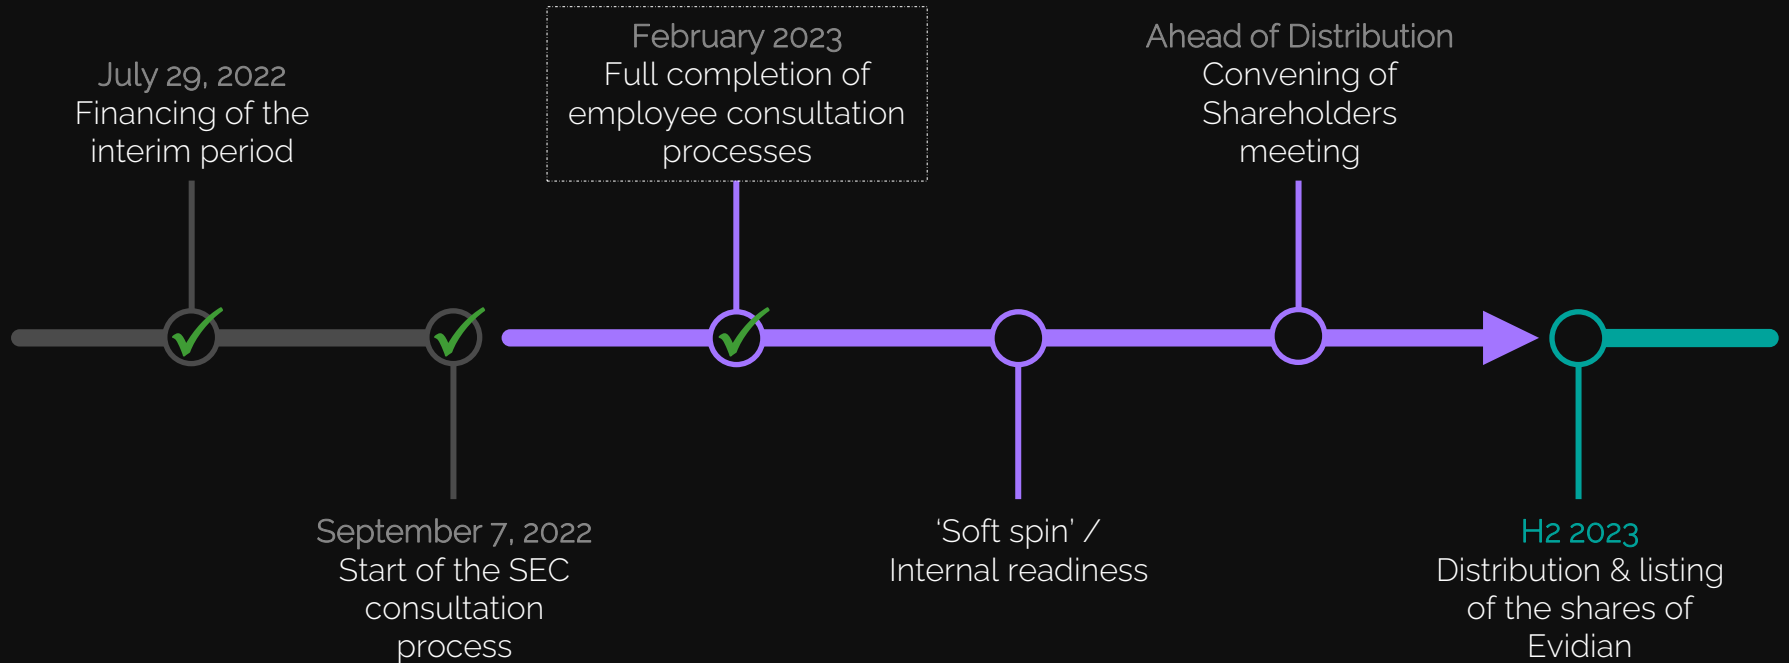 July 29, 2022
Financing of the
interim period
September 7, 2022
Start of the SEC
consultation
process
February 2023
Full completion of
employee consultation
processes
‘Soft spin’ /
Internal readiness
Ahead of Distribution
Convening of
Shareholders
meeting
H2 2023
Distribution & listing
of the shares of
Evidian